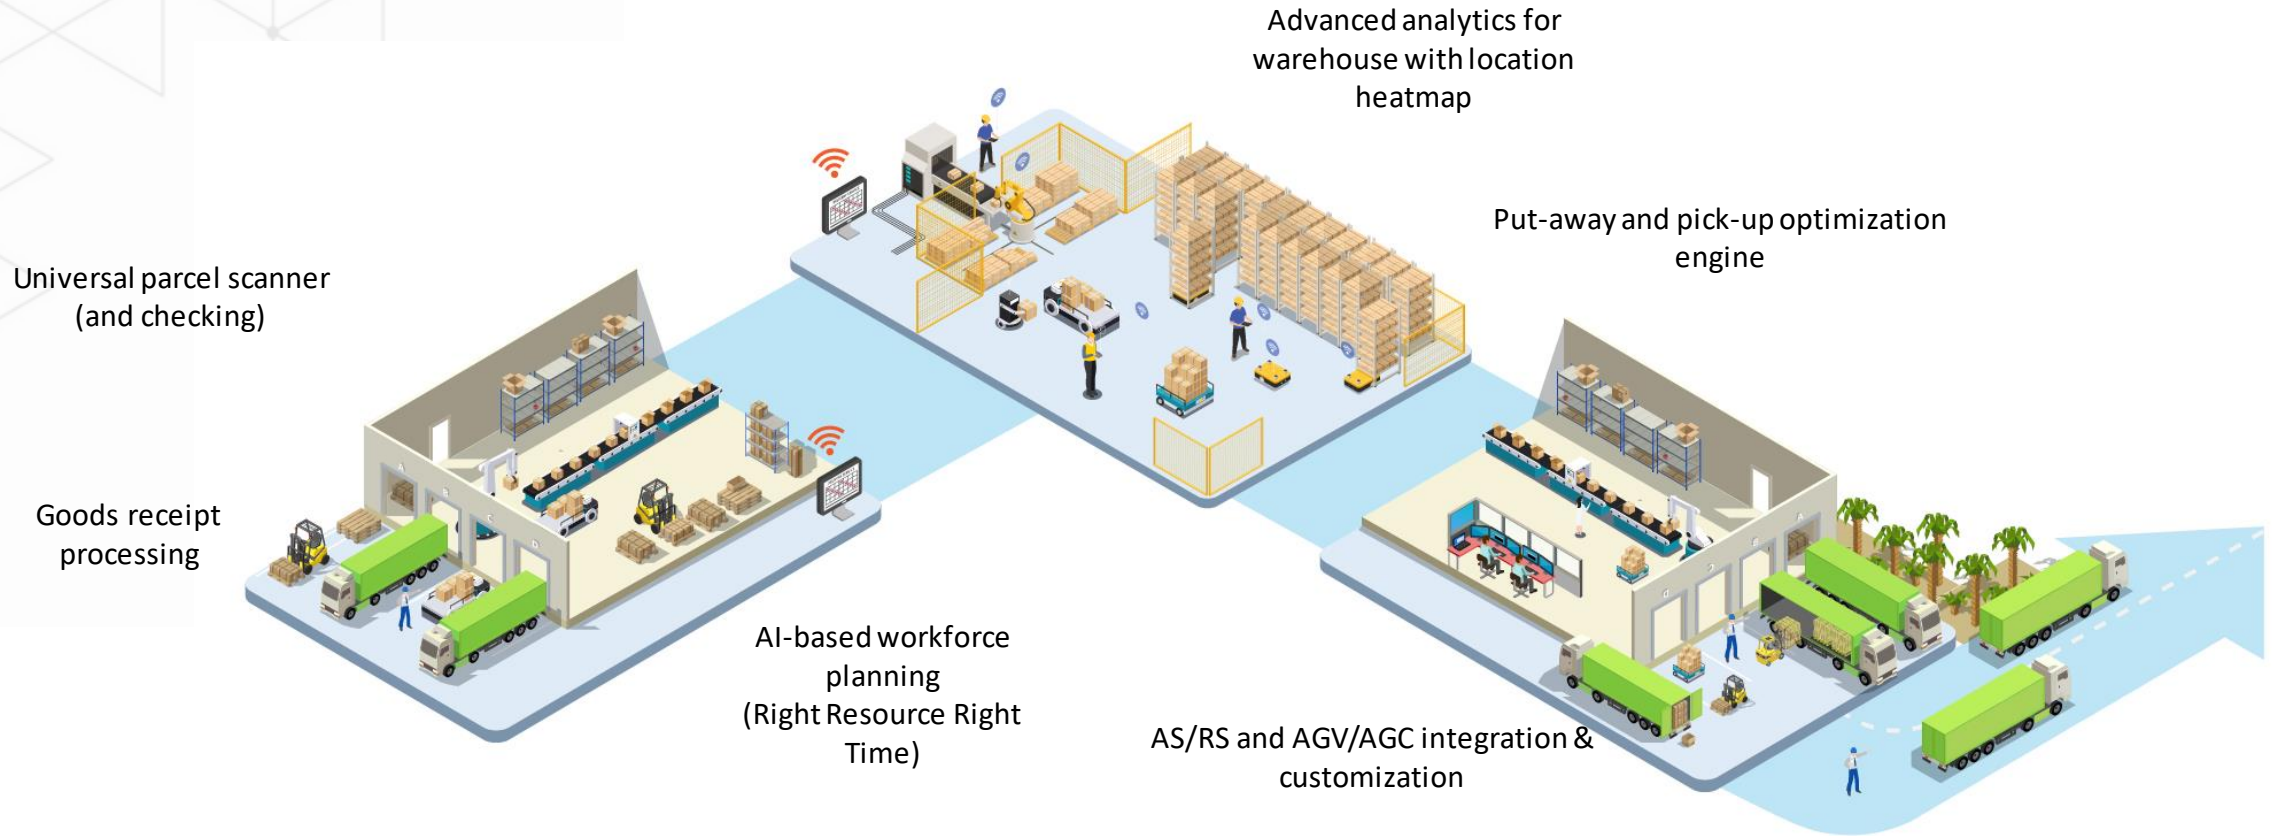 Advanced analytics for
warehouse with location
heatmap
Put-away and pick-up optimization
engine
Universal parcel scanner
(and checking)
Goods receipt
processing
AI-based workforce
planning
(Right Resource Right
Time)
AS/RS and AGV/AGC integration &
customization